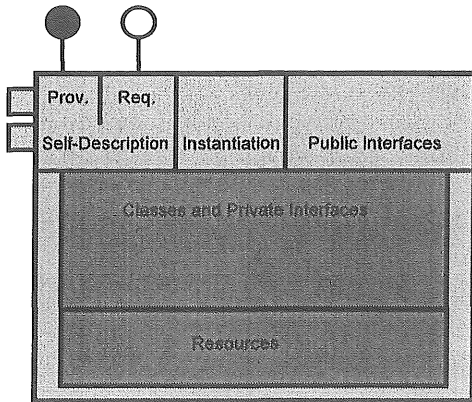 Prov. Req.
Self-Description Instantiation Public Interfaces
Classes and Private Interfaces
Resources